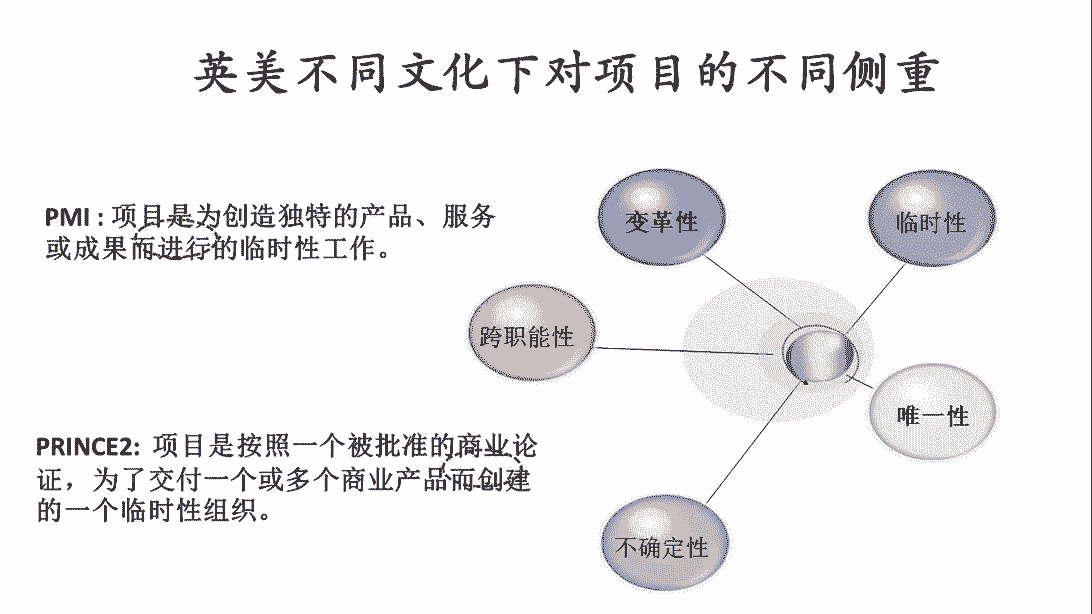 英美不同文化下对项目的不同侧重
PMI : 项目是为创造独特的产品、服务
或成果而进行的临时性工作。
变革性
临时性
跨职能性
唯一性
PRINCE2: 项目是按照一个被批准的商业论
证，为了交付一个或多个商业产品而创建
的一个临时性组织。
不确定性